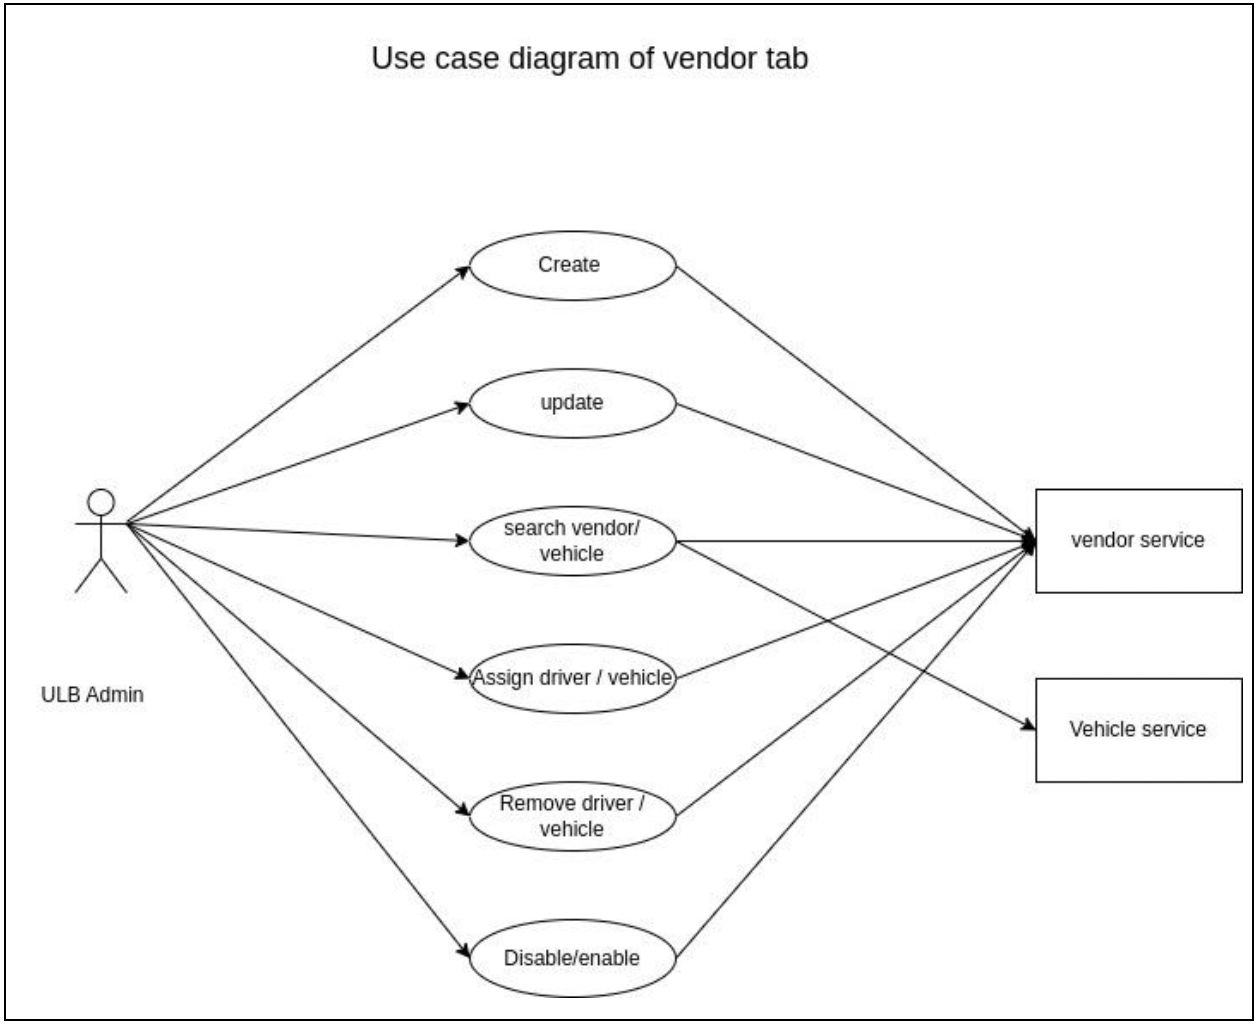 Use case diagram of vendor tab
Create
update
search vendor/
vehicle
vendor service
Assign driver / vehicle
ULB Admin
Vehicle service
Remove driver /
vehicle
Disable/enable